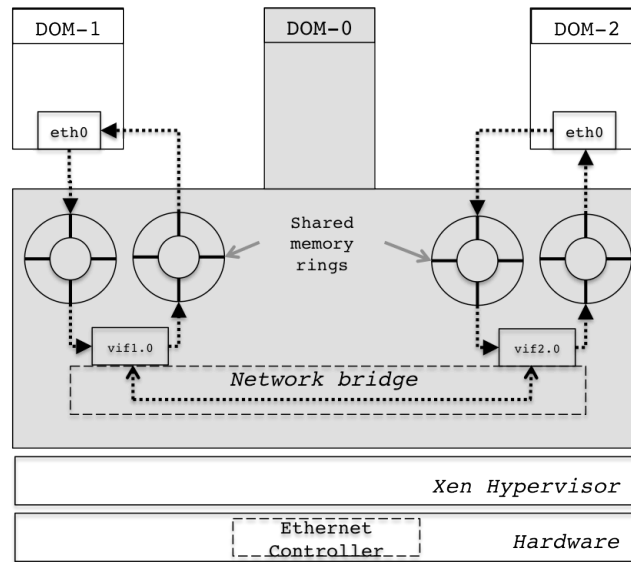 DOM-1
DOM-0
DOM-2
eth0
eth0
Shared
memory
rings
vif1.0
vif2.0
Network bridge
Xen Hypervisor
Ethernet
Controller
Hardware